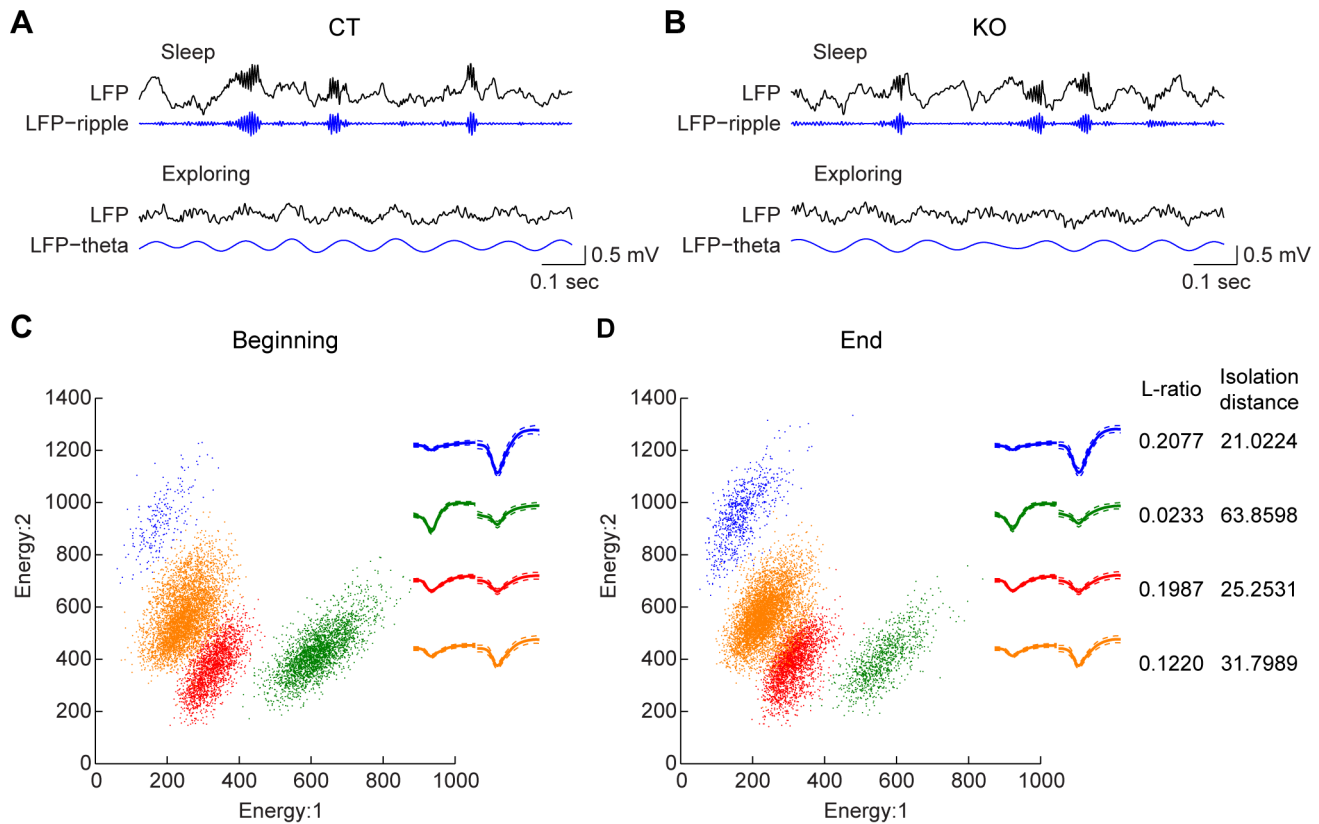 A
CT
Sleep
LFP
LFP−ripple
Exploring
LFP
LFP−theta
0.5 mV
0.1 sec
B
KO
Sleep
LFP
LFP−ripple
Exploring
LFP
LFP−theta
0.5 mV
0.1 sec
C
Beginning
1400
1200
1000
800
600
400
200
0
Energy:2
0 200 400 600 800 1000
Energy:1
D
End
1400
1200
1000
800
600
400
200
0
Energy:2
0 200 400 600 800 1000
Energy:1
L-ratio Isolation
distance
0.2077 21.0224
0.0233 63.8598
0.1987 25.2531
0.1220 31.7989